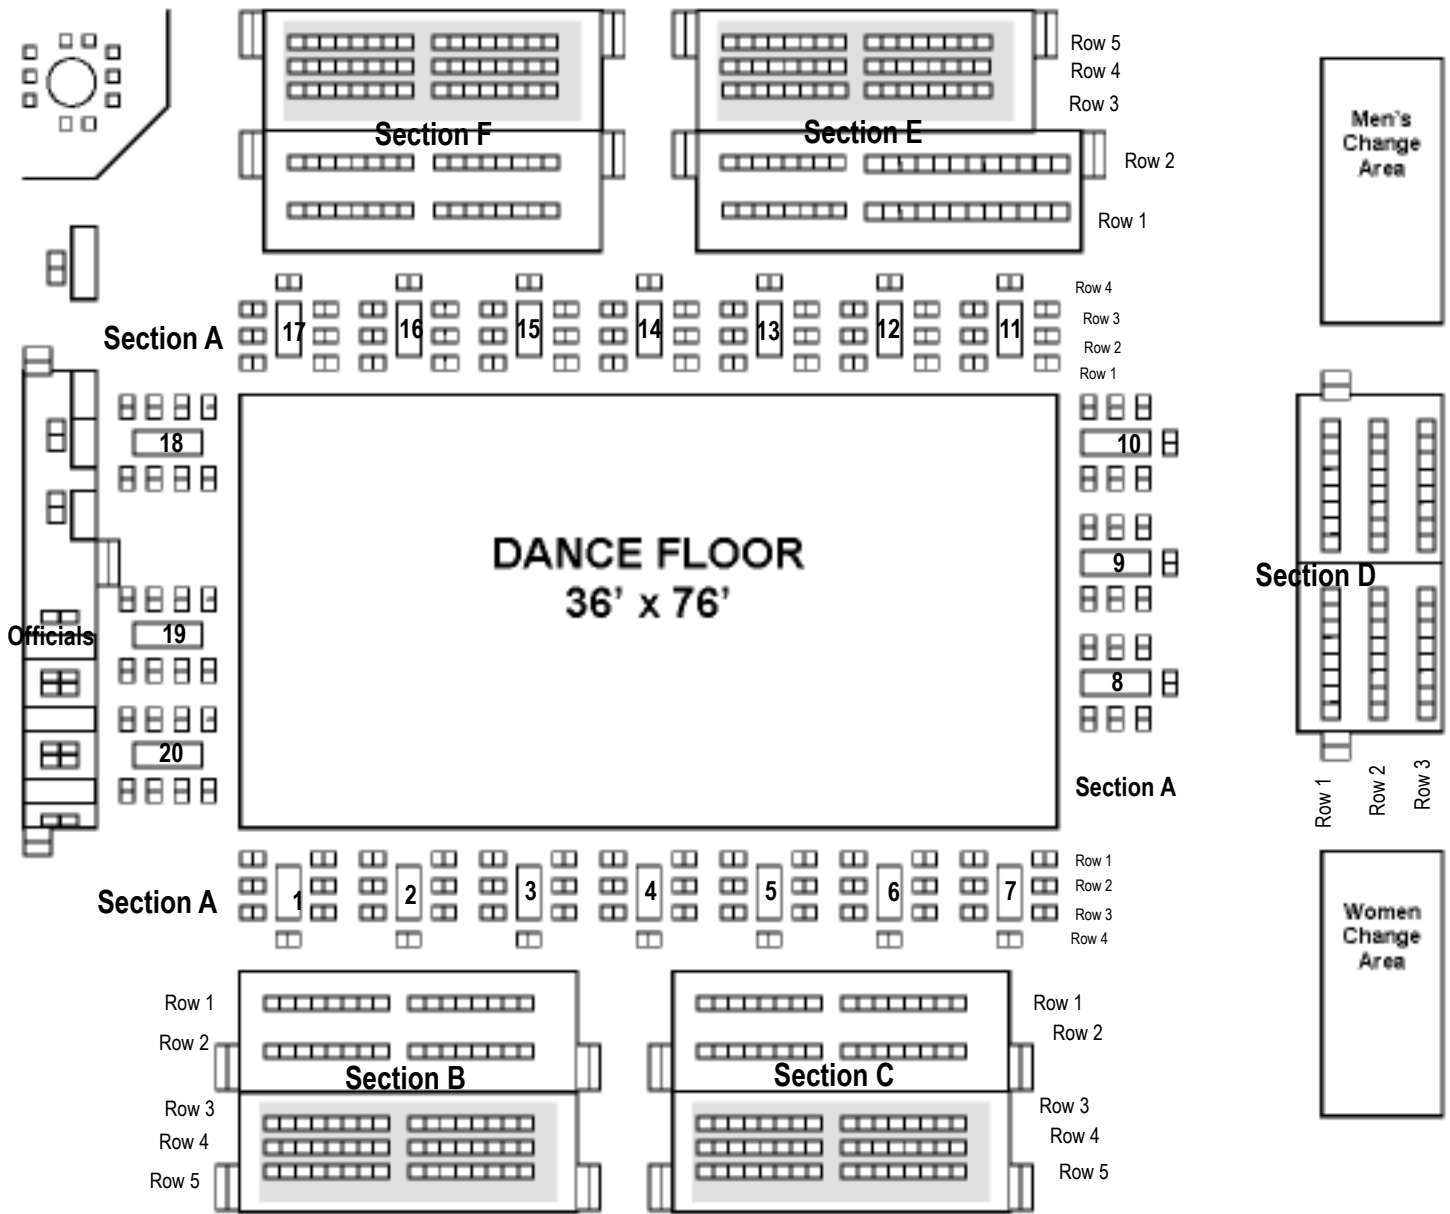 Row 5
Row 4
Row 3
Section F
Section E
Row 2
Row 1
Men's
Change
Area
Row 4
Row 3
Row 2
Row 1
Section A
17
16
15
14
13
12
11
18
10
DANCE FLOOR
36' x 76'
9
Section D
Officials
19
8
20
Section A
Row 1
Row 2
Row 3
Section A
1
2
3
4
5
6
7
Row 1
Row 2
Row 3
Row 4
Women
Change
Area
Row 1
Row 2
Section B
Row 3
Row 4
Row 5
Row 1
Row 2
Section C
Row 3
Row 4
Row 5